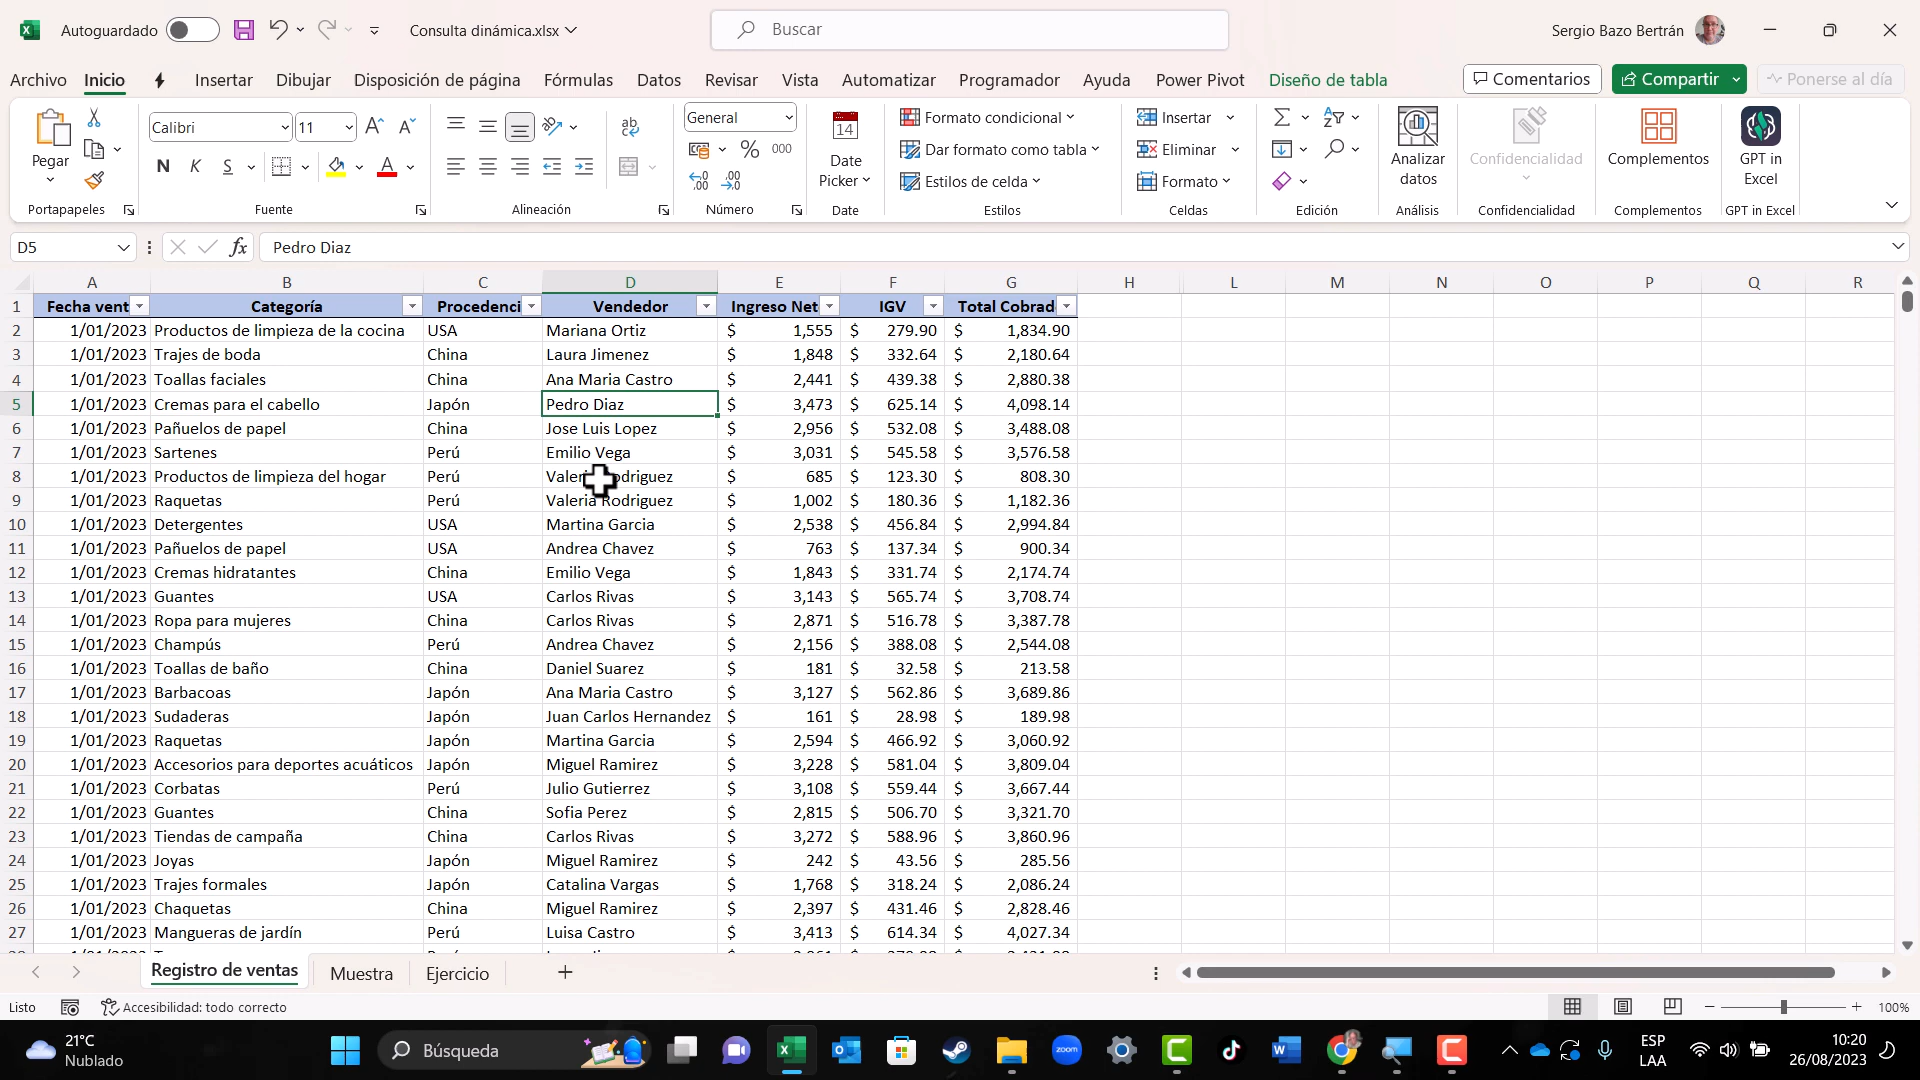 Autoguardado Consulta dinámica.xlsx Buscar Sergio Bazo Bertrán
Archivo Inicio Insertar Dibujar Disposición de página Fórmulas Datos Revisar Vista Automatizar Programador Ayuda Power Pivot Diseño de tabla Comentarios Compartir Ponerse al día
Pegar
Portapapeles
Calibri 11
N K S
Fuente
Alineación
General
% 000
Número
14
Date
Picker
Date
Formato condicional
Dar formato como tabla
Estilos de celda
Estilos
Insertar
Eliminar
Formato
Celdas
Edición
Analizar
datos
Análisis
Confidencialidad
Confidencialidad
Complementos
Complementos
GPT in
Excel
GPT in Excel
D5 fx Pedro Diaz
A B C D E F G H L M N O P Q R
1 Fecha vent Categoría Procedenci Vendedor Ingreso Net IGV Total Cobrad
2 1/01/2023 Productos de limpieza de la cocina USA Mariana Ortiz $ 1,555 $ 279.90 $ 1,834.90
3 1/01/2023 Trajes de boda China Laura Jimenez $ 1,848 $ 332.64 $ 2,180.64
4 1/01/2023 Toallas faciales China Ana Maria Castro $ 2,441 $ 439.38 $ 2,880.38
5 1/01/2023 Cremas para el cabello Japón Pedro Diaz $ 3,473 $ 625.14 $ 4,098.14
6 1/01/2023 Pañuelos de papel China Jose Luis Lopez $ 2,956 $ 532.08 $ 3,488.08
7 1/01/2023 Sartenes Perú Emilio Vega $ 3,031 $ 545.58 $ 3,576.58
8 1/01/2023 Productos de limpieza del hogar Perú Valeria Rodriguez $ 685 $ 123.30 $ 808.30
9 1/01/2023 Raquetas Perú Valeria Rodriguez $ 1,002 $ 180.36 $ 1,182.36
10 1/01/2023 Detergentes USA Martina Garcia $ 2,538 $ 456.84 $ 2,994.84
11 1/01/2023 Pañuelos de papel USA Andrea Chavez $ 763 $ 137.34 $ 900.34
12 1/01/2023 Cremas hidratantes China Emilio Vega $ 1,843 $ 331.74 $ 2,174.74
13 1/01/2023 Guantes USA Carlos Rivas $ 3,143 $ 565.74 $ 3,708.74
14 1/01/2023 Ropa para mujeres China Carlos Rivas $ 2,871 $ 516.78 $ 3,387.78
15 1/01/2023 Champús Perú Andrea Chavez $ 2,156 $ 388.08 $ 2,544.08
16 1/01/2023 Toallas de baño China Daniel Suarez $ 181 $ 32.58 $ 213.58
17 1/01/2023 Barbacoas Japón Ana Maria Castro $ 3,127 $ 562.86 $ 3,689.86
18 1/01/2023 Sudaderas Japón Juan Carlos Hernandez $ 161 $ 28.98 $ 189.98
19 1/01/2023 Raquetas Japón Martina Garcia $ 2,594 $ 466.92 $ 3,060.92
20 1/01/2023 Accesorios para deportes acuáticos Japón Miguel Ramirez $ 3,228 $ 581.04 $ 3,809.04
21 1/01/2023 Corbatas Perú Julio Gutierrez $ 3,108 $ 559.44 $ 3,667.44
22 1/01/2023 Guantes China Sofia Perez $ 2,815 $ 506.70 $ 3,321.70
23 1/01/2023 Tiendas de campaña China Carlos Rivas $ 3,272 $ 588.96 $ 3,860.96
24 1/01/2023 Joyas Japón Miguel Ramirez $ 242 $ 43.56 $ 285.56
25 1/01/2023 Trajes formales Japón Catalina Vargas $ 1,768 $ 318.24 $ 2,086.24
26 1/01/2023 Chaquetas China Miguel Ramirez $ 2,397 $ 431.46 $ 2,828.46
27 1/01/2023 Mangueras de jardín Perú Luisa Castro $ 3,413 $ 614.34 $ 4,027.34
Registro de ventas Muestra Ejercicio
Listo Accesibilidad: todo correcto 100%
21°C
Nublado
Búsqueda
zoom
ESP
LAA
10:20
26/08/2023